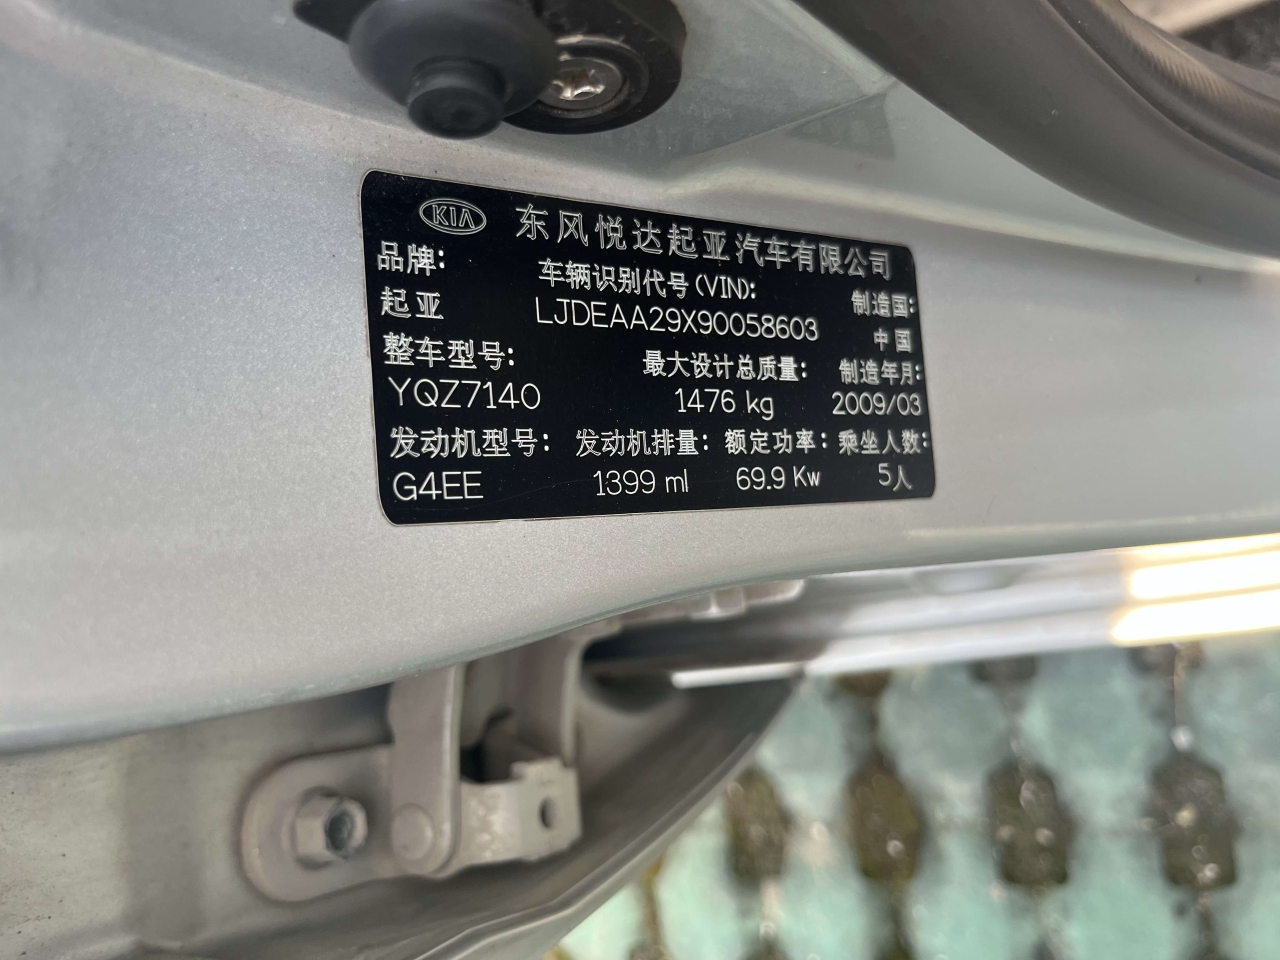 KIA 东风悦达起亚汽车有限公司
品牌: 车辆识别代号(VIN): 制造国:
起亚 LJDEAA29X90058603 中国
整车型号: 最大设计总质量: 制造年月:
YQZ7140 1476 kg 2009/03
发动机型号: 发动机排量: 额定功率: 乘坐人数:
G4EE 1399 ml 69.9 Kw 5人